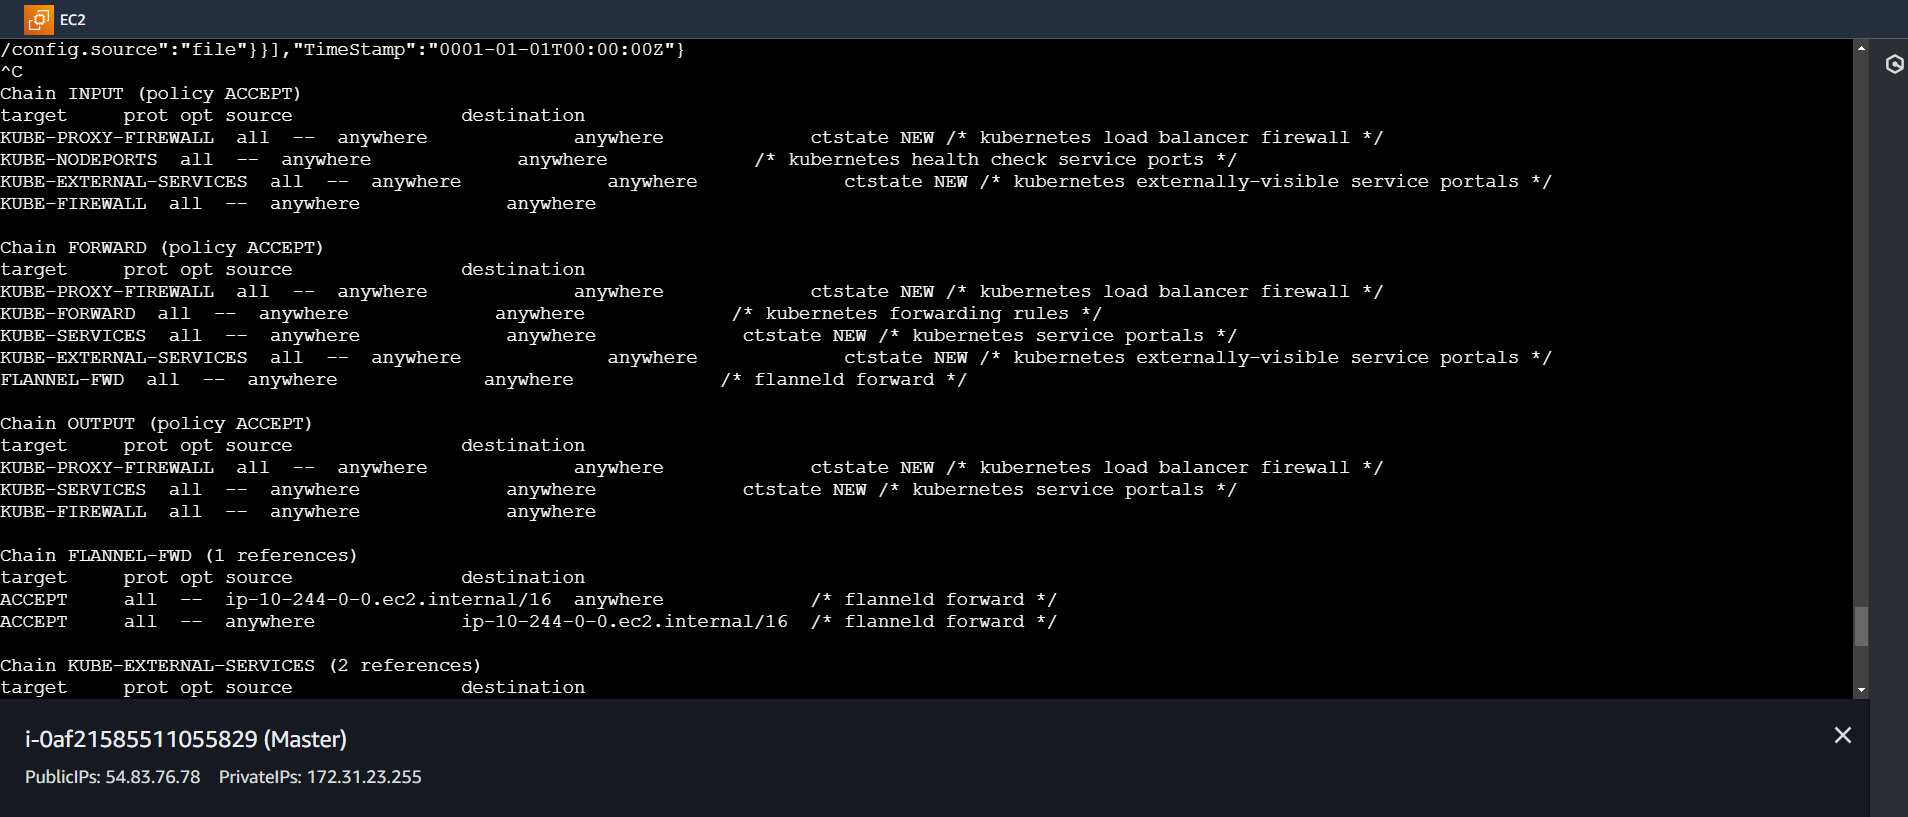 EC2
/config.source":"file"}}],"TimeStamp":"0001-01-01T00:00:00Z"}
^C
Chain INPUT (policy ACCEPT)
target     prot opt source               destination
KUBE-PROXY-FIREWALL  all  --  anywhere             anywhere             ctstate NEW /* kubernetes load balancer firewall */
KUBE-NODEPORTS  all  --  anywhere             anywhere             /* kubernetes health check service ports */
KUBE-EXTERNAL-SERVICES  all  --  anywhere             anywhere             ctstate NEW /* kubernetes externally-visible service portals */
KUBE-FIREWALL  all  --  anywhere             anywhere

Chain FORWARD (policy ACCEPT)
target     prot opt source               destination
KUBE-PROXY-FIREWALL  all  --  anywhere             anywhere             ctstate NEW /* kubernetes load balancer firewall */
KUBE-FORWARD  all  --  anywhere             anywhere             /* kubernetes forwarding rules */
KUBE-SERVICES  all  --  anywhere             anywhere             ctstate NEW /* kubernetes service portals */
KUBE-EXTERNAL-SERVICES  all  --  anywhere             anywhere             ctstate NEW /* kubernetes externally-visible service portals */
FLANNEL-FWD  all  --  anywhere             anywhere             /* flanneld forward */

Chain OUTPUT (policy ACCEPT)
target     prot opt source               destination
KUBE-PROXY-FIREWALL  all  --  anywhere             anywhere             ctstate NEW /* kubernetes load balancer firewall */
KUBE-SERVICES  all  --  anywhere             anywhere             ctstate NEW /* kubernetes service portals */
KUBE-FIREWALL  all  --  anywhere             anywhere

Chain FLANNEL-FWD (1 references)
target     prot opt source               destination
ACCEPT     all  --  ip-10-244-0-0.ec2.internal/16  anywhere             /* flanneld forward */
ACCEPT     all  --  anywhere             ip-10-244-0-0.ec2.internal/16  /* flanneld forward */

Chain KUBE-EXTERNAL-SERVICES (2 references)
target     prot opt source               destination
i-0af21585511055829 (Master)
PublicIPs: 54.83.76.78   PrivateIPs: 172.31.23.255